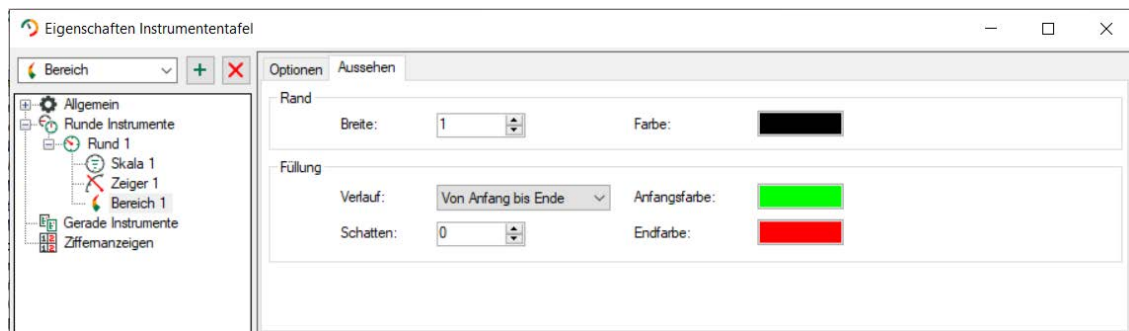 Eigenschaften Instrumententafel
Bereich
Optionen Aussehen
Allgemein
Runde Instrumente
Rund 1
Skala 1
Zeiger 1
Bereich 1
Gerade Instrumente
Ziffernanzeigen
Rand
Breite: 1 Farbe:
Füllung
Verlauf: Von Anfang bis Ende Anfangsfarbe:
Schatten: 0 Endfarbe: